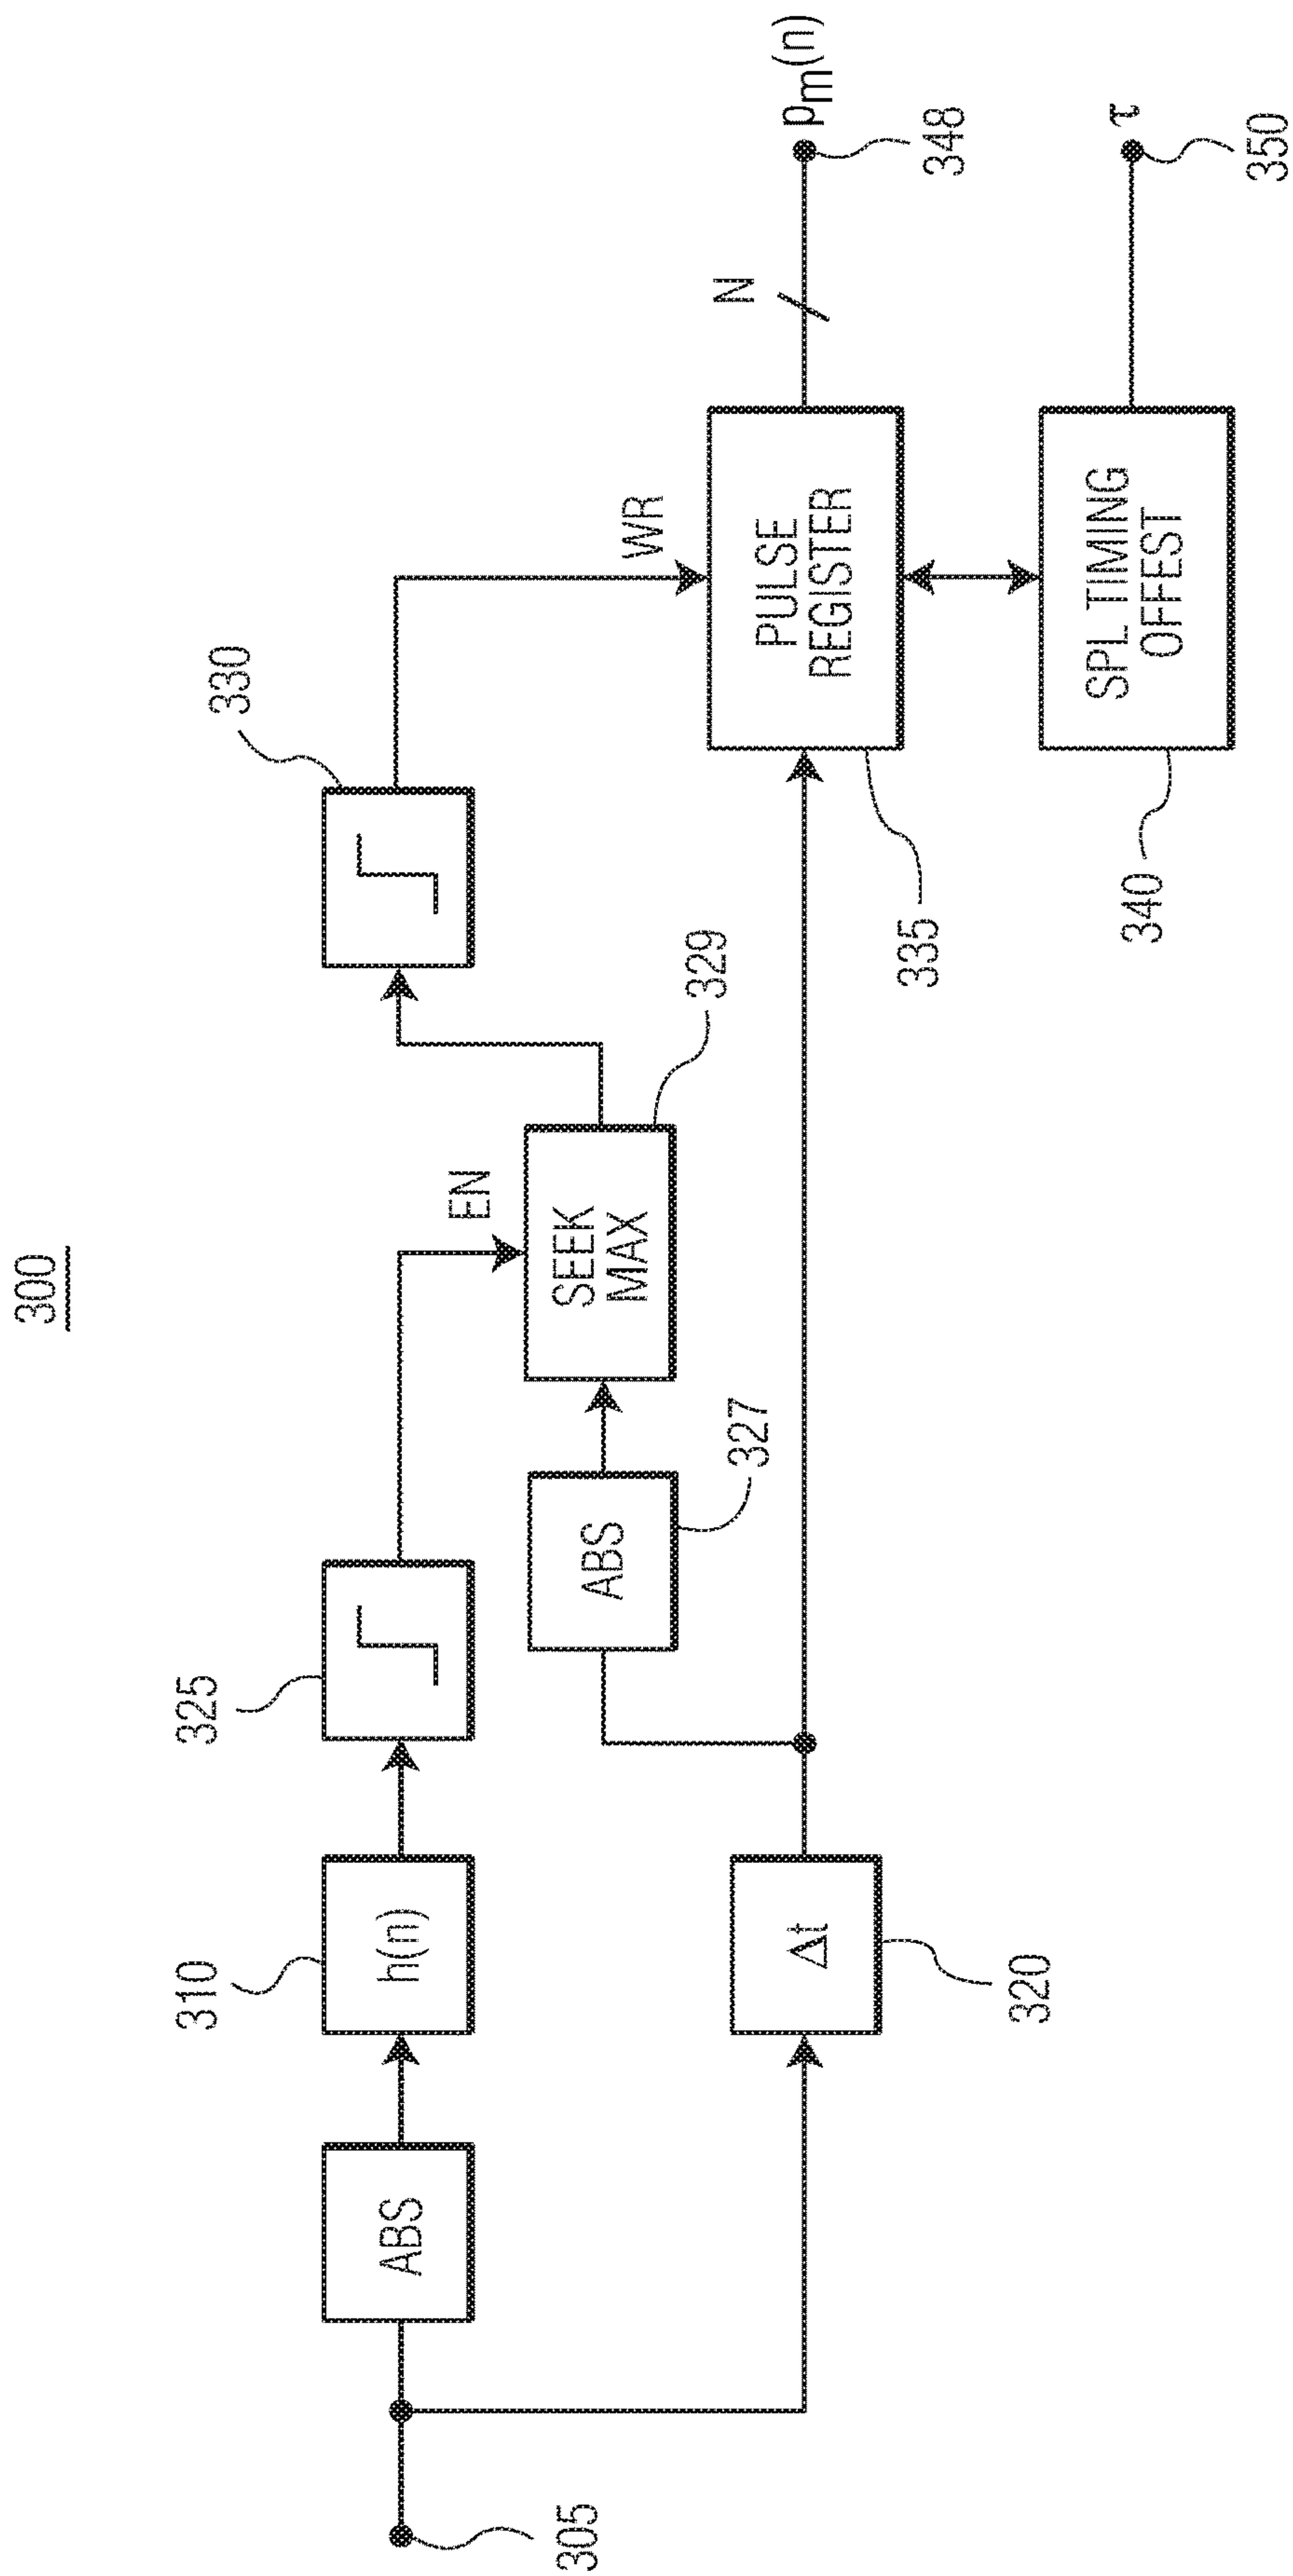 300
330
325
310
ABS
h(n)
EN
WR
SEEK
MAX
329
ABS
327
305
Δt
320
PULSE
REGISTER
335
N
pm(n)
348
SPL TIMING
OFFEST
340
τ
350